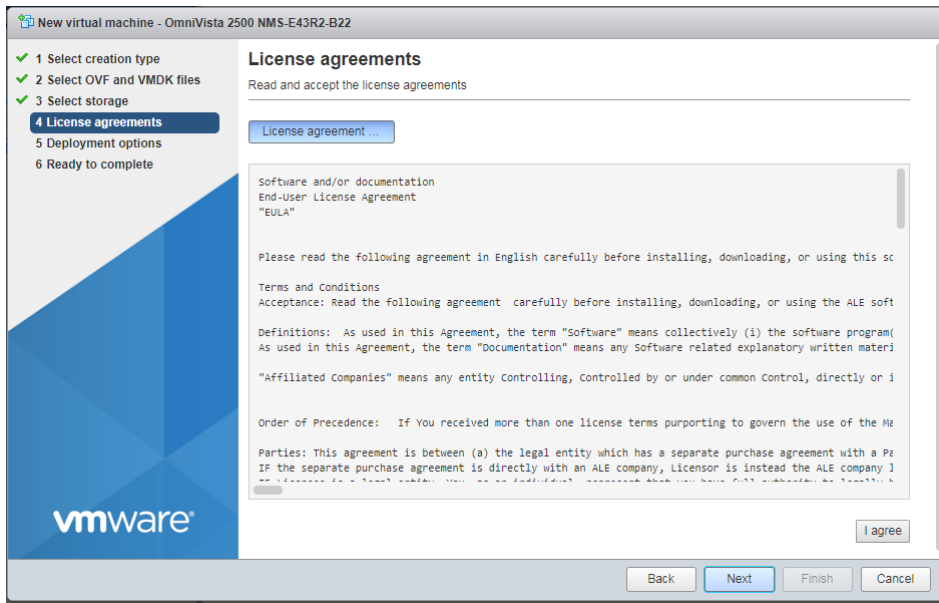 New virtual machine - OmniVista 2500 NMS-E43R2-B22
1 Select creation type
2 Select OVF and VMDK files
3 Select storage
4 License agreements
5 Deployment options
6 Ready to complete
License agreements
Read and accept the license agreements
License agreement ...
Software and/or documentation
End-User License Agreement
"EULA"
Please read the following agreement in English carefully before installing, downloading, or using this
Terms and Conditions
Acceptance: Read the following agreement  carefully before installing, downloading, or using the ALE soft
Definitions:  As used in this Agreement, the term "Software" means collectively (i) the software program(
As used in this Agreement, the term "Documentation" means any Software related explanatory written materi
"Affiliated Companies" means any entity Controlling, Controlled by or under common Control, directly or i
Order of Precedence:   If You received more than one license terms purporting to govern the use of the Ma
Parties: This agreement is between (a) the legal entity which has a separate purchase agreement with a Pa
IF the separate purchase agreement is directly with an ALE company, Licensor is instead the ALE company l
vmware
I agree
Back
Next
Finish
Cancel